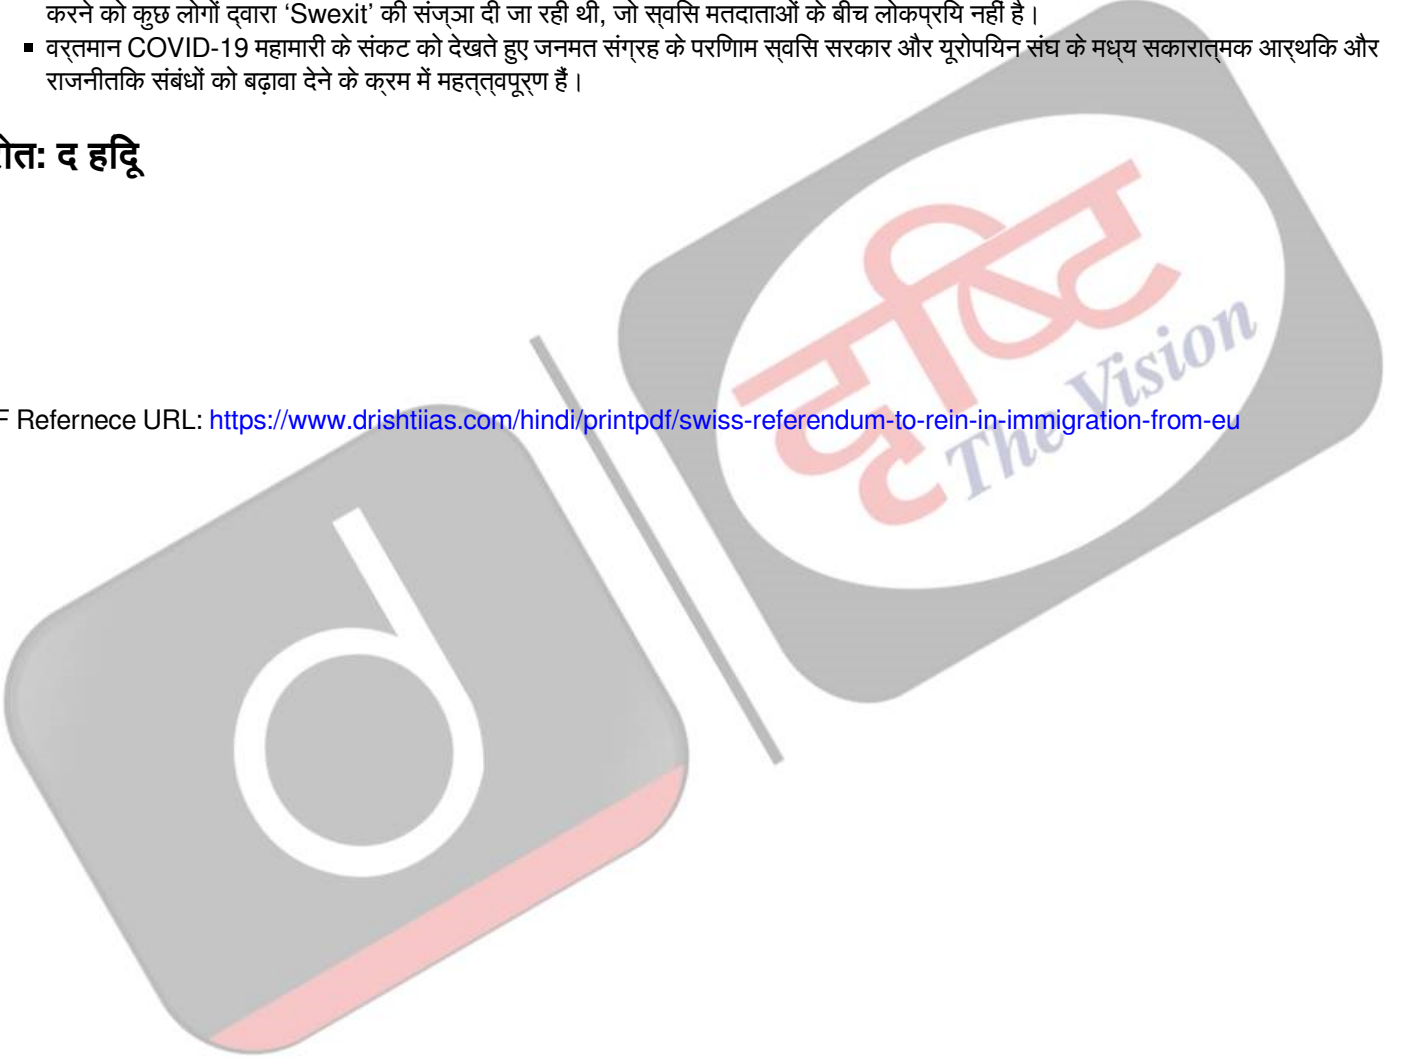 करने को कुछ लोगों द्वारा ‘Swexit’ की संज्ञा दी जा रही थी, जो स्वसि मतदाताओं के बीच लोकप्रयि नहीं है।
▪ वर्तमान COVID-19 महामारी के संकट को देखते हुए जनमत संग्रह के परणािम स्वसि सरकार और यूरोपयिन संघ के मध्य सकारात्मक आर्थकि और
राजनीतकि संबंधों को बढ़ावा देने के क्रम में महत्त्वपूर्ण हैं।
रोत: द हदिू
दृष्टि
The Vision
F Refernece URL: https://www.drishtiias.com/hindi/printpdf/swiss-referendum-to-rein-in-immigration-from-eu
d